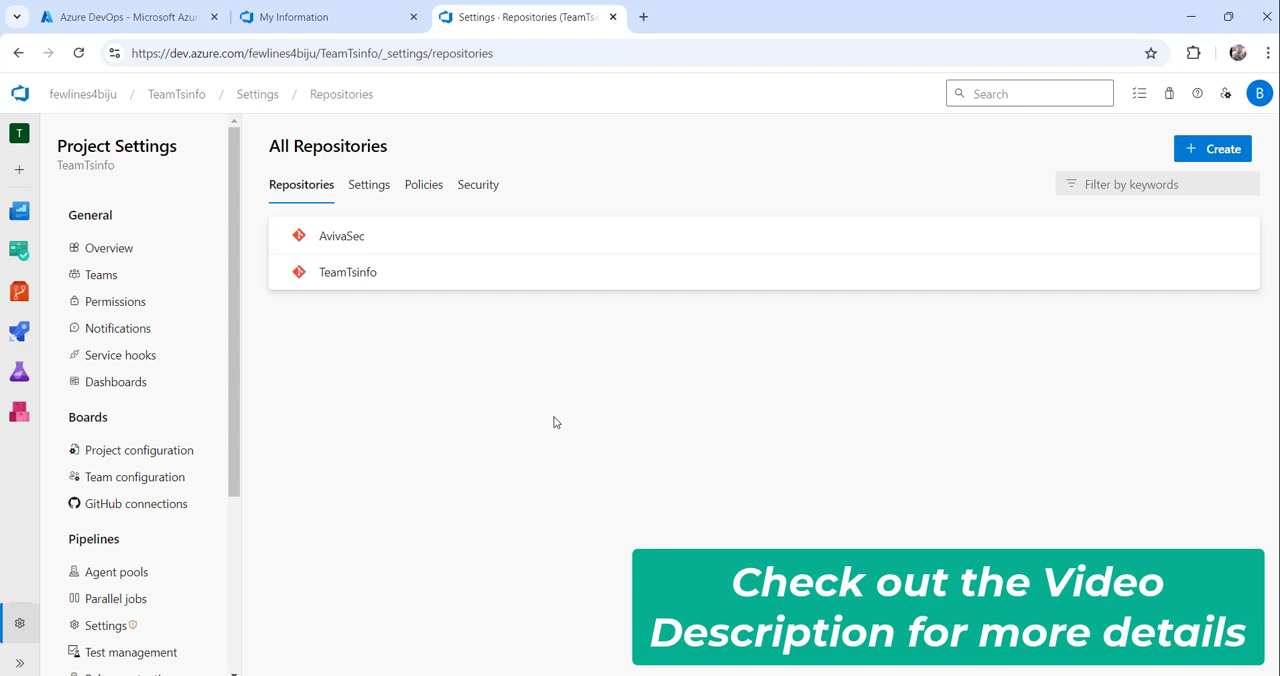 Azure DevOps - Microsoft Azur
My Information
Settings · Repositories (TeamTsi
https://dev.azure.com/fewlines4biju/TeamTsinfo/_settings/repositories
fewlines4biju / TeamTsinfo / Settings / Repositories
Search
B
T
Project Settings
TeamTsinfo
General
Overview
Teams
Permissions
Notifications
Service hooks
Dashboards
Boards
Project configuration
Team configuration
GitHub connections
Pipelines
Agent pools
Parallel jobs
Settings
Test management
All Repositories
Create
Repositories Settings Policies Security
Filter by keywords
AvivaSec
TeamTsinfo
Check out the Video
Description for more details